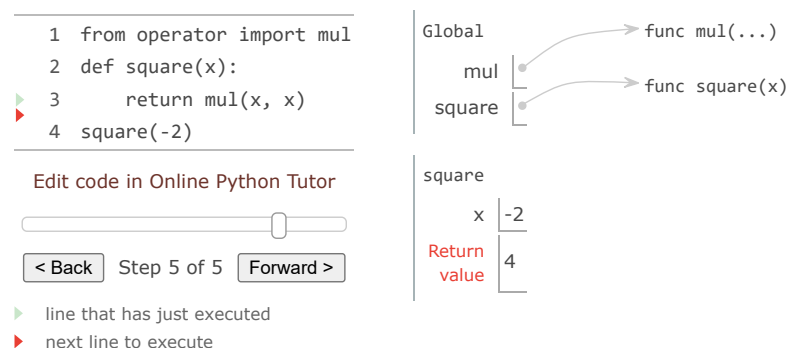 1 from operator import mul
2 def square(x):
3     return mul(x, x)
4 square(-2)
Edit code in Online Python Tutor
< Back Step 5 of 5 Forward >
line that has just executed
next line to execute
Global
mul
square
func mul(...)
func square(x)
square
x -2
Return
value 4